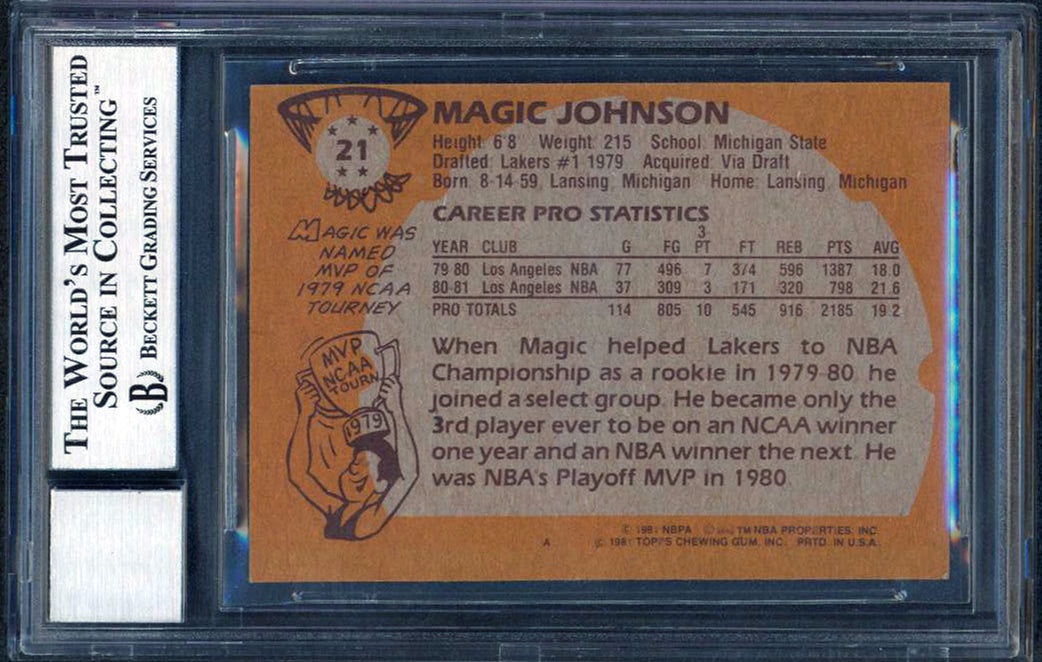 THE WORLD'S MOST TRUSTED
SOURCE IN COLLECTING™
BECKETT GRADING SERVICES
B
21
MAGIC JOHNSON
Height: 6'8" Weight: 215 School: Michigan State
Drafted: Lakers #1 1979 Acquired: Via Draft
Born: 8-14-59, Lansing, Michigan Home: Lansing, Michigan
CAREER PRO STATISTICS
YEAR CLUB G FG 3 PT FT REB PTS AVG
79-80 Los Angeles NBA 77 496 7 374 596 1387 18.0
80-81 Los Angeles NBA 37 309 3 171 320 798 21.6
PRO TOTALS 114 805 10 545 916 2185 19.2
MAGIC WAS
NAMED
MVP OF
1979 NCAA
TOURNEY
MVP
NCAA
TOURN.
1979
When Magic helped Lakers to NBA
Championship as a rookie in 1979-80, he
joined a select group. He became only the
3rd player ever to be on an NCAA winner
one year and an NBA winner the next. He
was NBA's Playoff MVP in 1980.
© 1981 NBPA © TM NBA PROPERTIES, INC.
A © 1981 TOPPS CHEWING GUM, INC. PRTD. IN U.S.A.